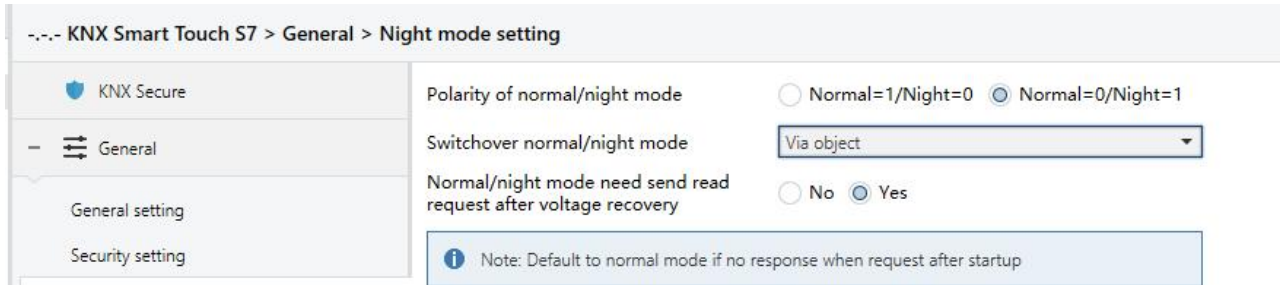 -.-.- KNX Smart Touch S7 > General > Night mode setting
KNX Secure
General
General setting
Security setting
Polarity of normal/night mode
Normal=1/Night=0 Normal=0/Night=1
Switchover normal/night mode
Via object
Normal/night mode need send read
request after voltage recovery
No Yes
Note: Default to normal mode if no response when request after startup